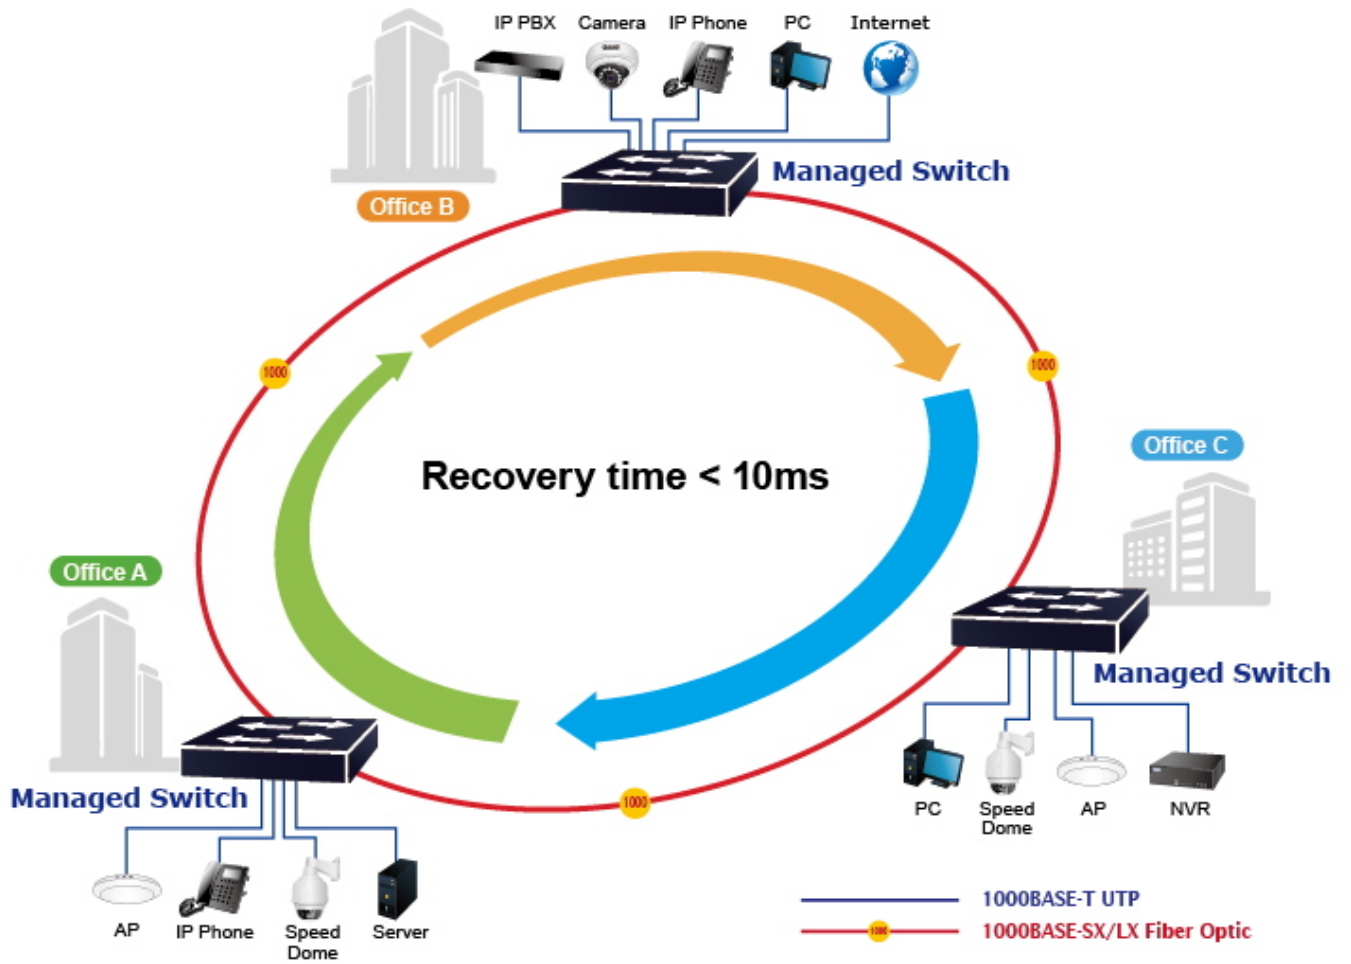 IP PBX
Camera
IP Phone
PC
Internet
Managed Switch
Office B
1000
1000
Recovery time < 10ms
Office C
Office A
Managed Switch
Managed Switch
1000
PC
Speed
Dome
AP
NVR
AP
IP Phone
Speed
Dome
Server
1000BASE-T UTP
1000
1000BASE-SX/LX Fiber Optic